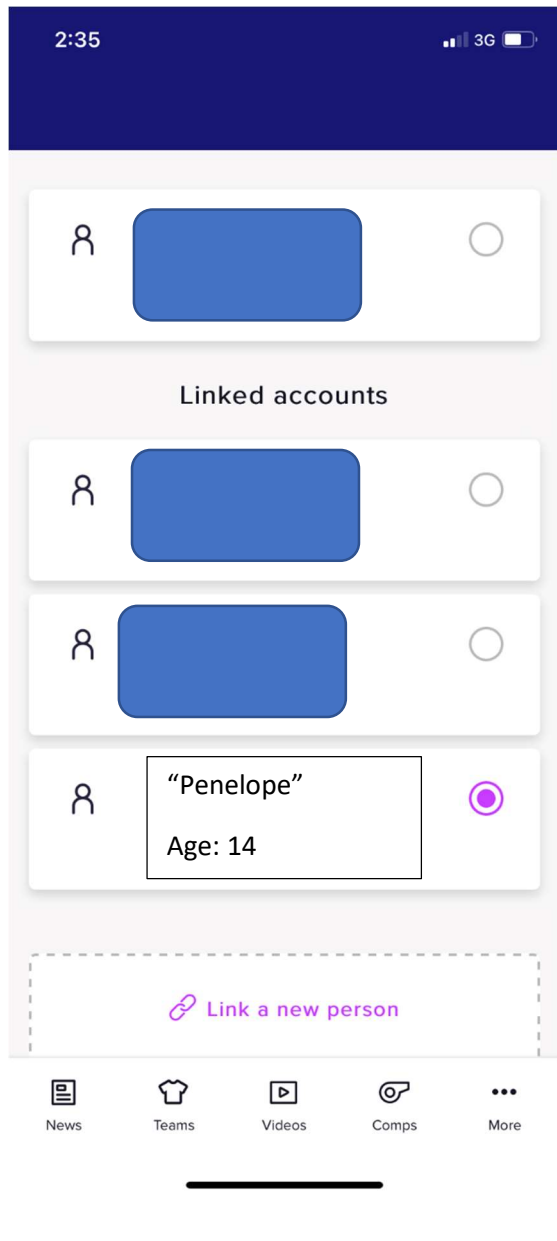 2:35
3G
Linked accounts
“Penelope”
Age: 14
Link a new person
News Teams Videos Comps More